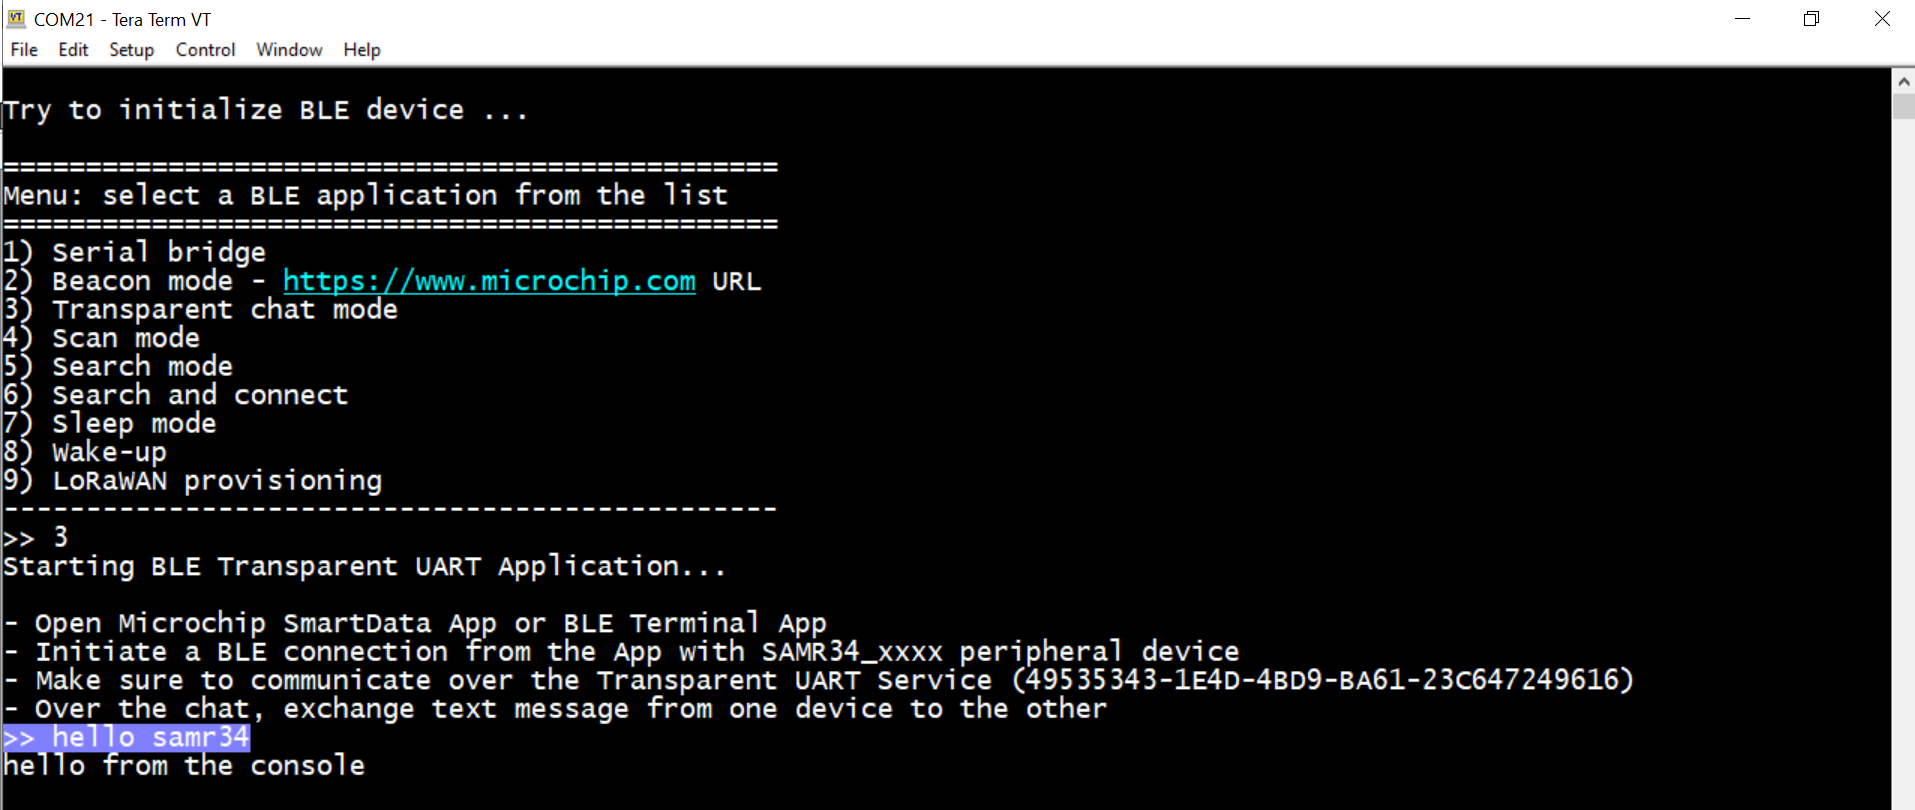 COM21 - Tera Term VT
File Edit Setup Control Window Help
Try to initialize BLE device ...
===============================================
Menu: select a BLE application from the list
===============================================
1) Serial bridge
2) Beacon mode - https://www.microchip.com URL
3) Transparent chat mode
4) Scan mode
5) Search mode
6) Search and connect
7) Sleep mode
8) Wake-up
9) LoRaWAN provisioning
-----------------------------------------------
>> 3
Starting BLE Transparent UART Application...
- Open Microchip SmartData App or BLE Terminal App
- Initiate a BLE connection from the App with SAMR34_xxxx peripheral device
- Make sure to communicate over the Transparent UART Service (49535343-1E4D-4BD9-BA61-23C647249616)
- Over the chat, exchange text message from one device to the other
>> hello samr34
hello from the console